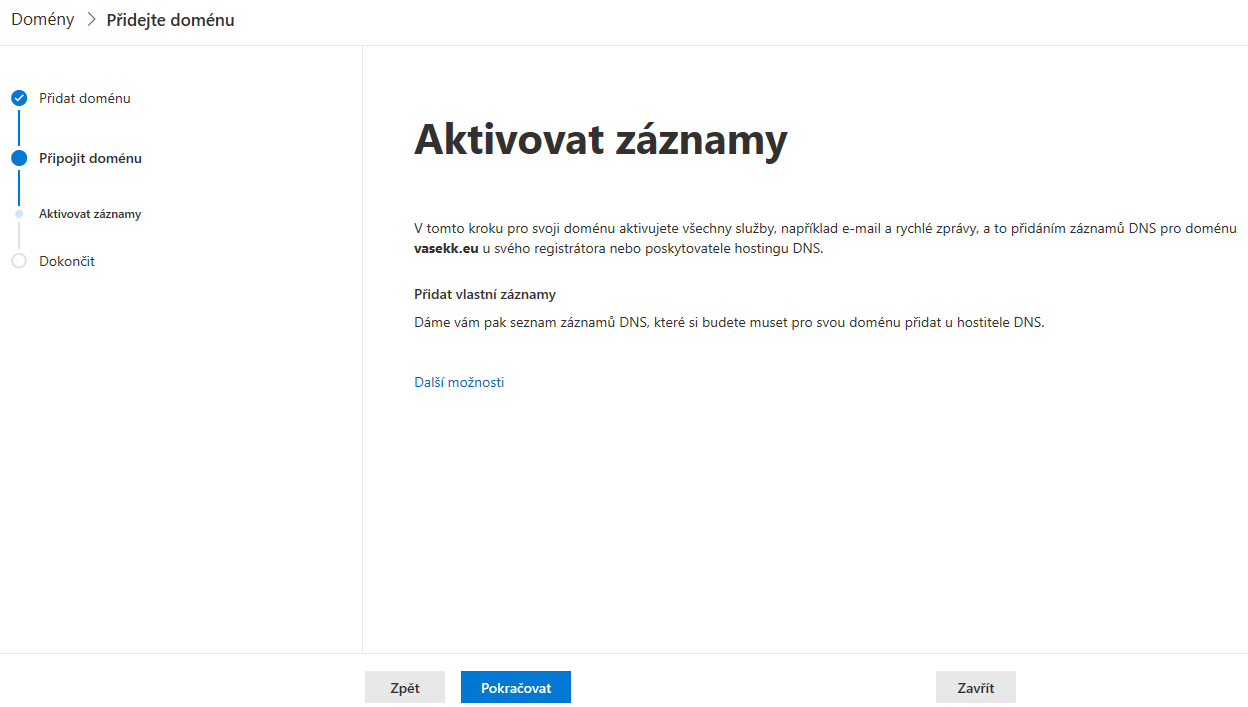 Domény > Přidejte doménu
Přidat doménu
Připojit doménu
Aktivovat záznamy
Dokončit
Aktivovat záznamy
V tomto kroku pro svoji doménu aktivujete všechny služby, například e-mail a rychlé zprávy, a to přidáním záznamů DNS pro doménu
vasekk.eu u svého registrátora nebo poskytovatele hostingu DNS.
Přidat vlastní záznamy
Dáme vám pak seznam záznamů DNS, které si budete muset pro svou doménu přidat u hostitele DNS.
Další možnosti
Zpět
Pokračovat
Zavřít